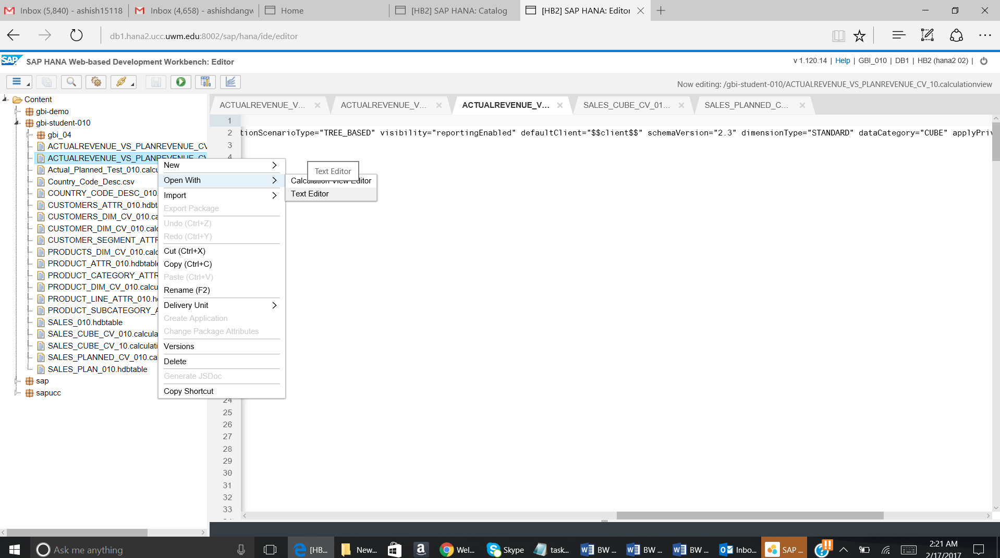 Inbox (5,840) - ashish15118
Inbox (4,658) - ashishdangw
Home
[HB2] SAP HANA: Catalog
[HB2] SAP HANA: Editor
db1.hana2.ucc.uwm.edu:8002/sap/hana/ide/editor
SAP
SAP HANA Web-based Development Workbench: Editor
v 1.120.14 | Help | GBI_010 | DB1 | HB2 (hana2 02) |
Now editing: /gbi-student-010/ACTUALREVENUE_VS_PLANREVENUE_CV_10.calculationview
Content
gbi-demo
gbi-student-010
gbi_04
ACTUALREVENUE_VS_PLANREVENUE_CV
ACTUALREVENUE_VS_PLANREVENUE_CV
Actual_Planned_Test_010.calcu
Country_Code_Desc.csv
COUNTRY_CODE_DESC_010.
CUSTOMERS_ATTR_010.hdbt
CUSTOMERS_DIM_CV_010.ca
CUSTOMER_DIM_CV_010.calc
CUSTOMER_SEGMENT_ATTR
PRODUCTS_DIM_CV_010.calc
PRODUCT_ATTR_010.hdbtable
PRODUCT_CATEGORY_ATTR
PRODUCT_DIM_CV_010.calcu
PRODUCT_LINE_ATTR_010.h
PRODUCT_SUBCATEGORY_A
SALES_010.hdbtable
SALES_CUBE_CV_010.calcula
SALES_CUBE_CV_10.calculati
SALES_PLANNED_CV_010.ca
SALES_PLAN_010.hdbtable
sap
sapucc
New
Open With
Import
Export Package
Undo (Ctrl+Z)
Redo (Ctrl+Y)
Cut (Ctrl+X)
Copy (Ctrl+C)
Paste (Ctrl+V)
Rename (F2)
Delivery Unit
Create Application
Change Package Attributes
Versions
Delete
Generate JSDoc
Copy Shortcut
Text Editor
Calculation View Editor
Text Editor
ACTUALREVENUE_V...
ACTUALREVENUE_V...
ACTUALREVENUE_V...
SALES_CUBE_CV_01...
SALES_PLANNED_C...
1
2 tionScenarioType="TREE_BASED" visibility="reportingEnabled" defaultClient="$$client$$" schemaVersion="2.3" dimensionType="STANDARD" dataCategory="CUBE" applyPriv
3
4
24
25
26
27
28
29
30
31
32
33
Ask me anything
[HB...
New...
Wel...
Skype
task...
BW ...
BW ...
BW ...
Inbo...
SAP ...
2:21 AM
2/17/2017